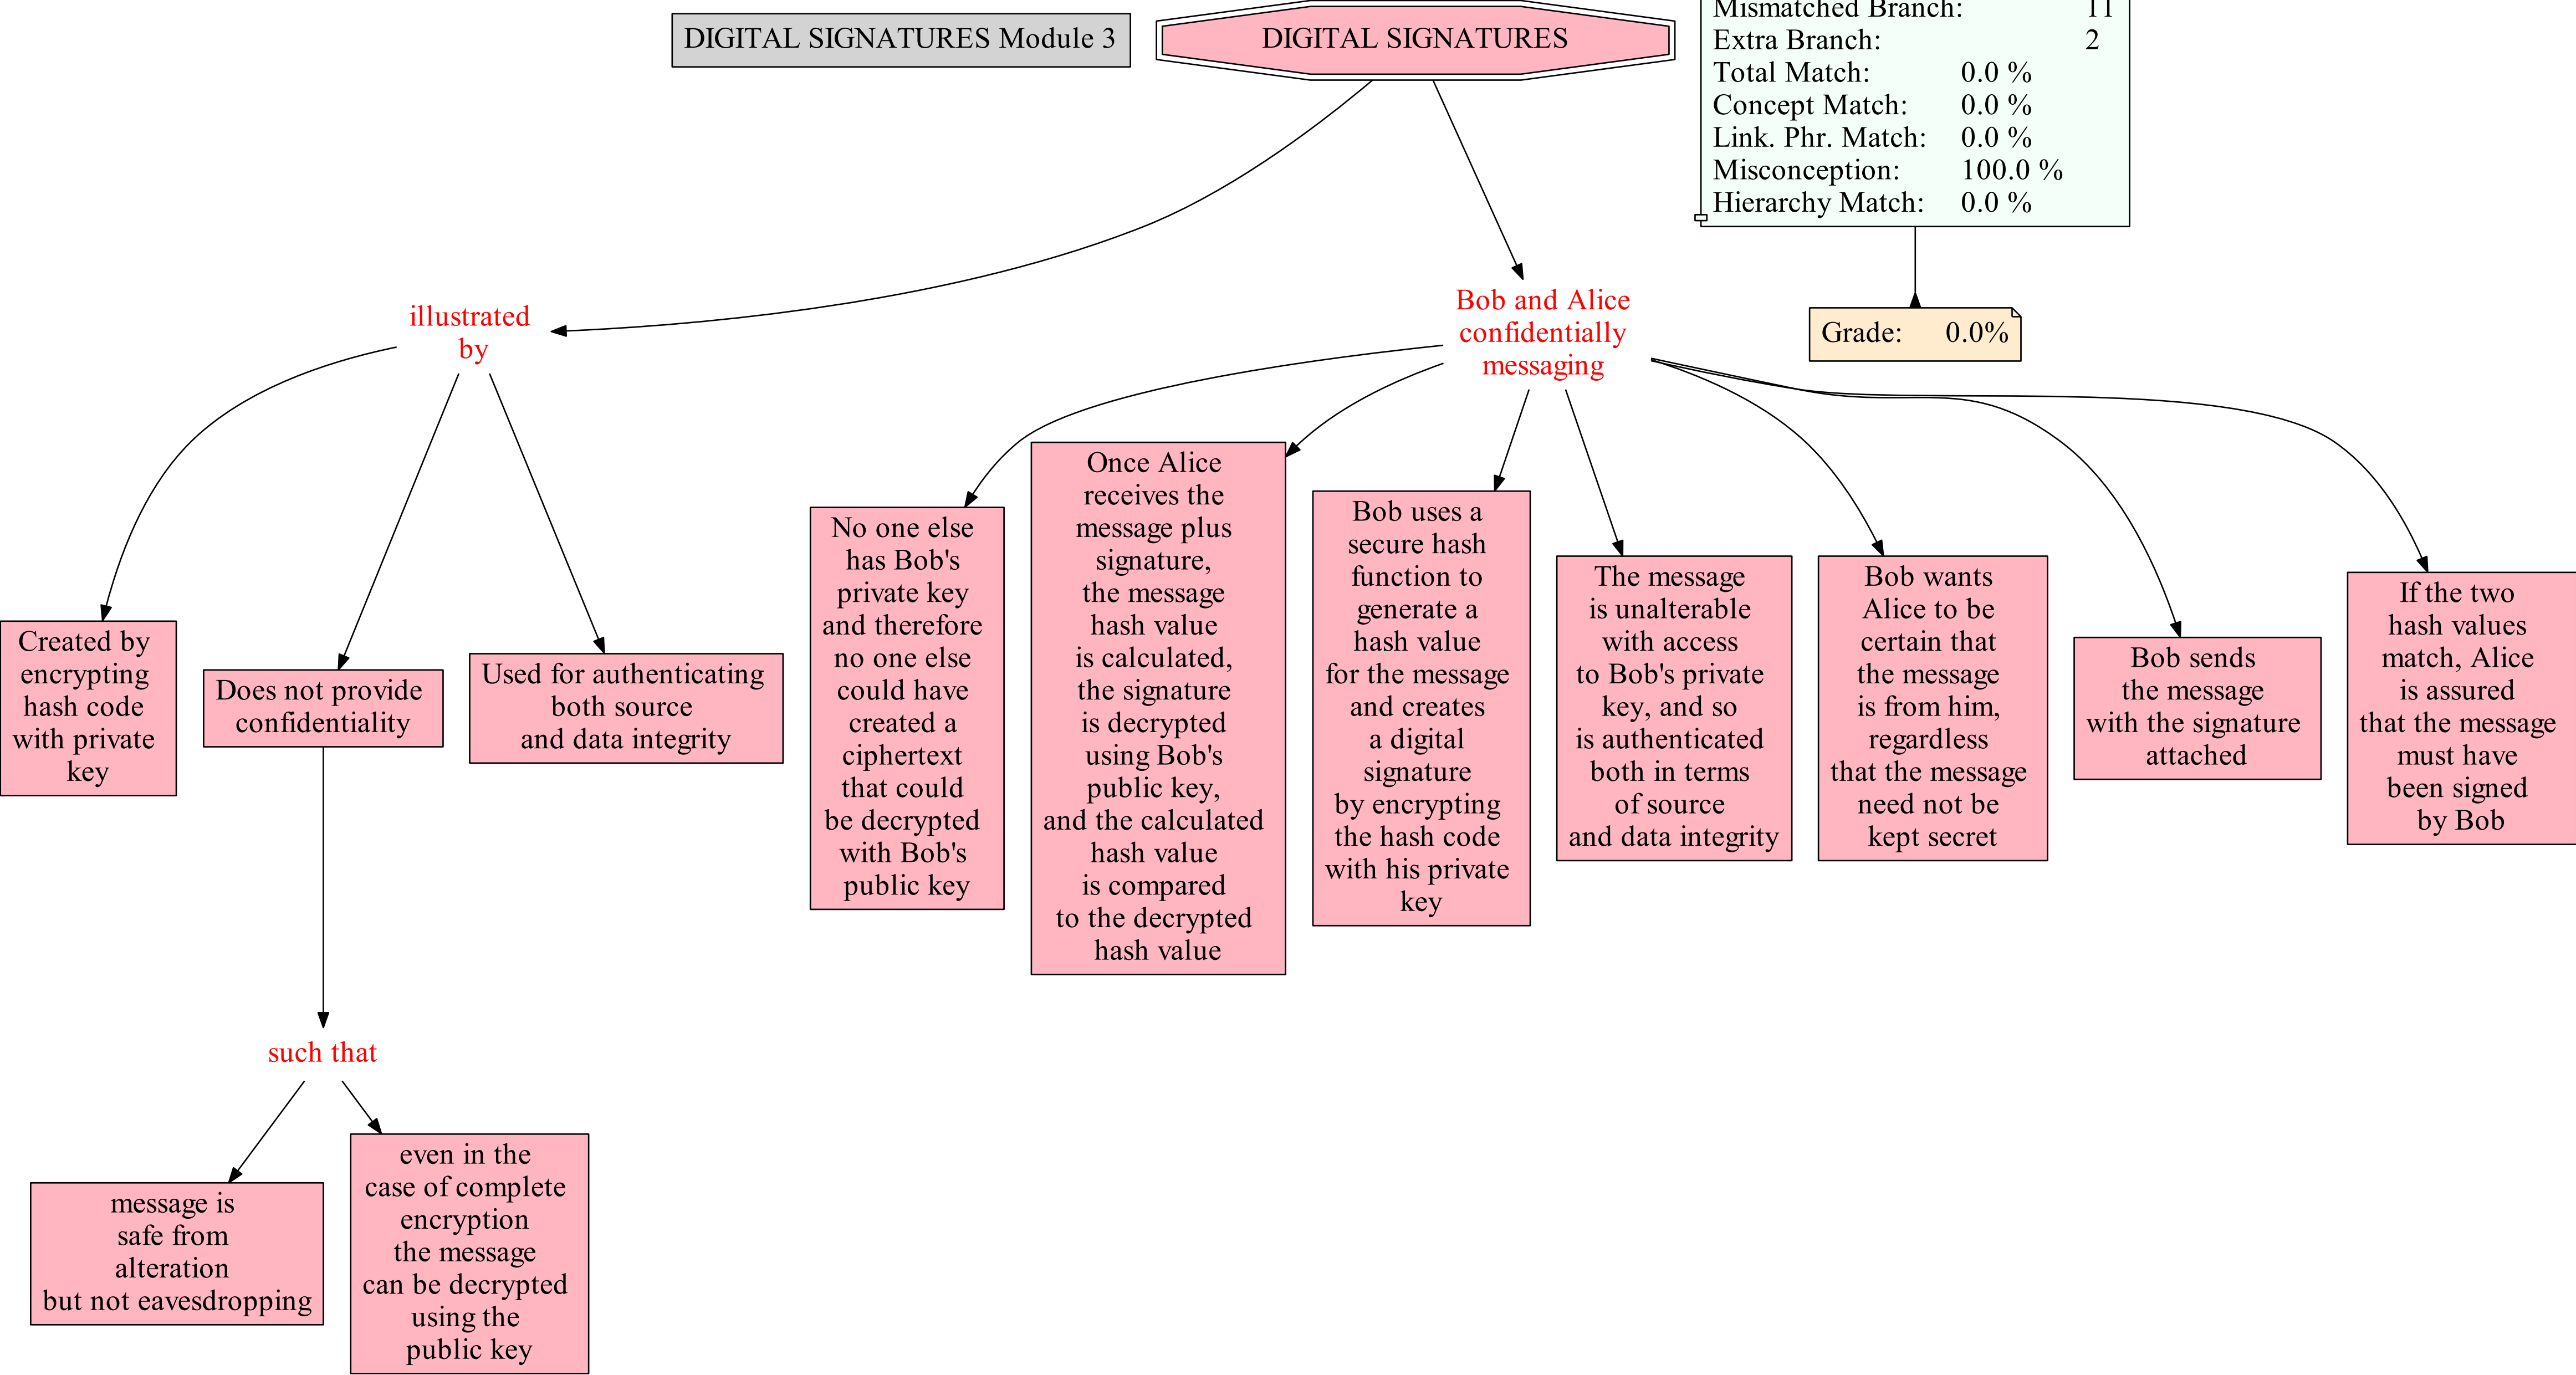 DIGITAL SIGNATURES Module 3
DIGITAL SIGNATURES
Mismatched Branch: 11
Extra Branch: 2
Total Match: 0.0 %
Concept Match: 0.0 %
Link. Phr. Match: 0.0 %
Misconception: 100.0 %
Hierarchy Match: 0.0 %
Grade: 0.0%
illustrated
by
Bob and Alice
confidentially
messaging
Created by
encrypting
hash code
with private
key
Does not provide
confidentiality
Used for authenticating
both source
and data integrity
No one else
has Bob's
private key
and therefore
no one else
could have
created a
ciphertext
that could
be decrypted
with Bob's
public key
Once Alice
receives the
message plus
signature,
the message
hash value
is calculated,
the signature
is decrypted
using Bob's
public key,
and the calculated
hash value
is compared
to the decrypted
hash value
Bob uses a
secure hash
function to
generate a
hash value
for the message
and creates
a digital
signature
by encrypting
the hash code
with his private
key
The message
is unalterable
with access
to Bob's private
key, and so
is authenticated
both in terms
of source
and data integrity
Bob wants
Alice to be
certain that
the message
is from him,
regardless
that the message
need not be
kept secret
Bob sends
the message
with the signature
attached
If the two
hash values
match, Alice
is assured
that the message
must have
been signed
by Bob
such that
message is
safe from
alteration
but not eavesdropping
even in the
case of complete
encryption
the message
can be decrypted
using the
public key